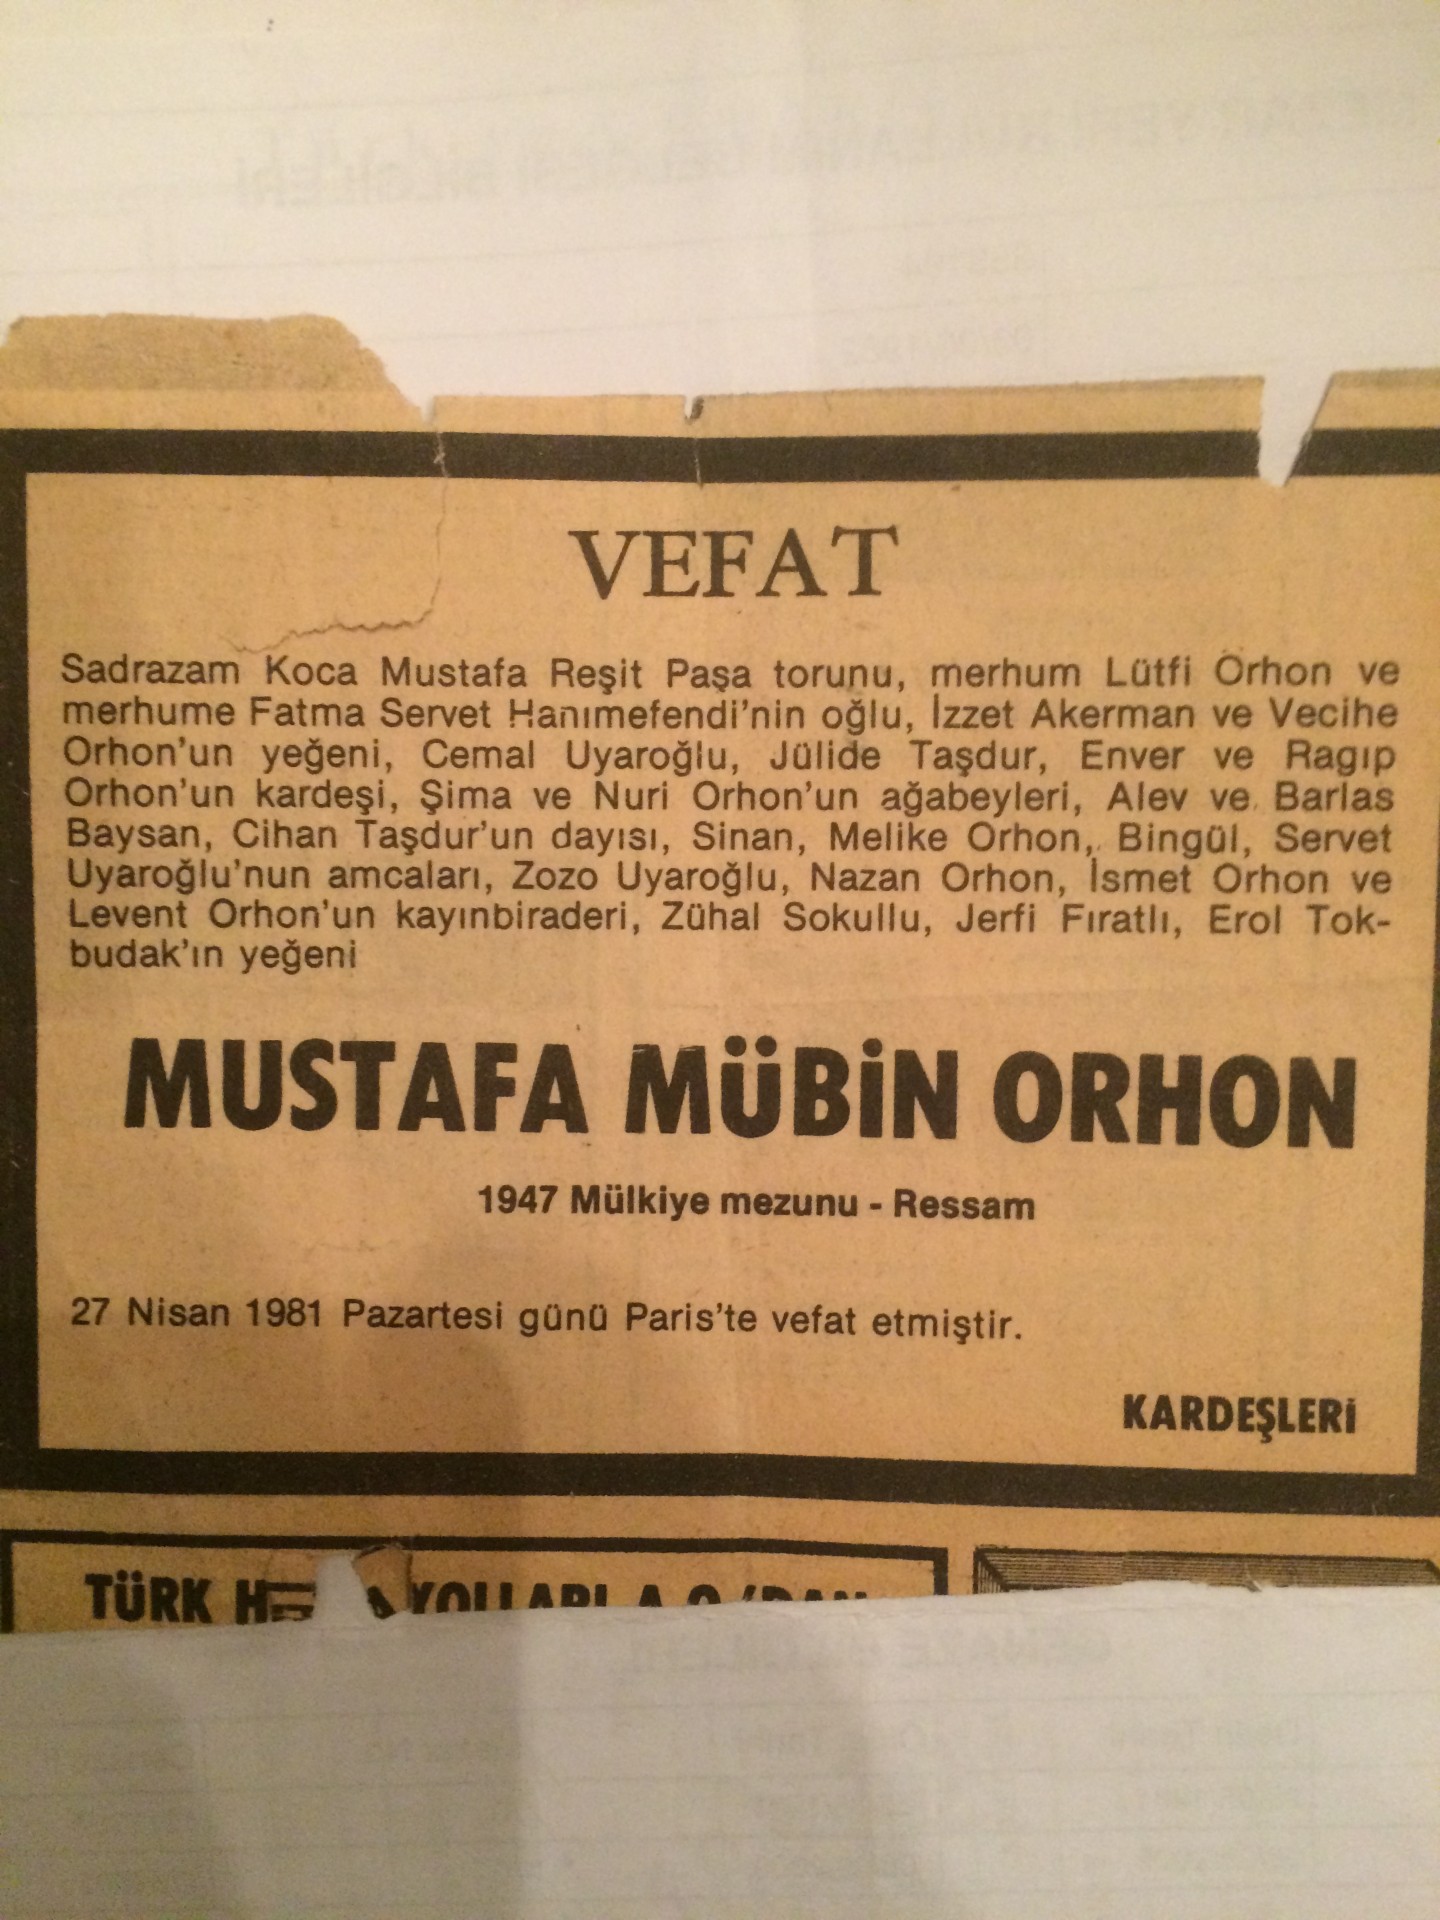 VEFAT
Sadrazam Koca Mustafa Reşit Paşa torunu, merhum Lütfi Orhon ve
merhume Fatma Servet Hanımefendi'nin oğlu, İzzet Akerman ve Vecihe
Orhon'un yeğeni, Cemal Uyaroğlu, Jülide Taşdur, Enver ve Ragıp
Orhon'un kardeşi, Şima ve Nuri Orhon'un ağabeyleri, Alev ve Barlas
Baysan, Cihan Taşdur'un dayısı, Sinan, Melike Orhon, Bingül, Servet
Uyaroğlu'nun amcaları, Zozo Uyaroğlu, Nazan Orhon, İsmet Orhon ve
Levent Orhon'un kayınbiraderi, Zühal Sokullu, Jerfi Fıratlı, Erol Tok-
budak'ın yeğeni
MUSTAFA MÜBİN ORHON
1947 Mülkiye mezunu - Ressam
27 Nisan 1981 Pazartesi günü Paris'te vefat etmiştir.
KARDEŞLERİ
TÜRK